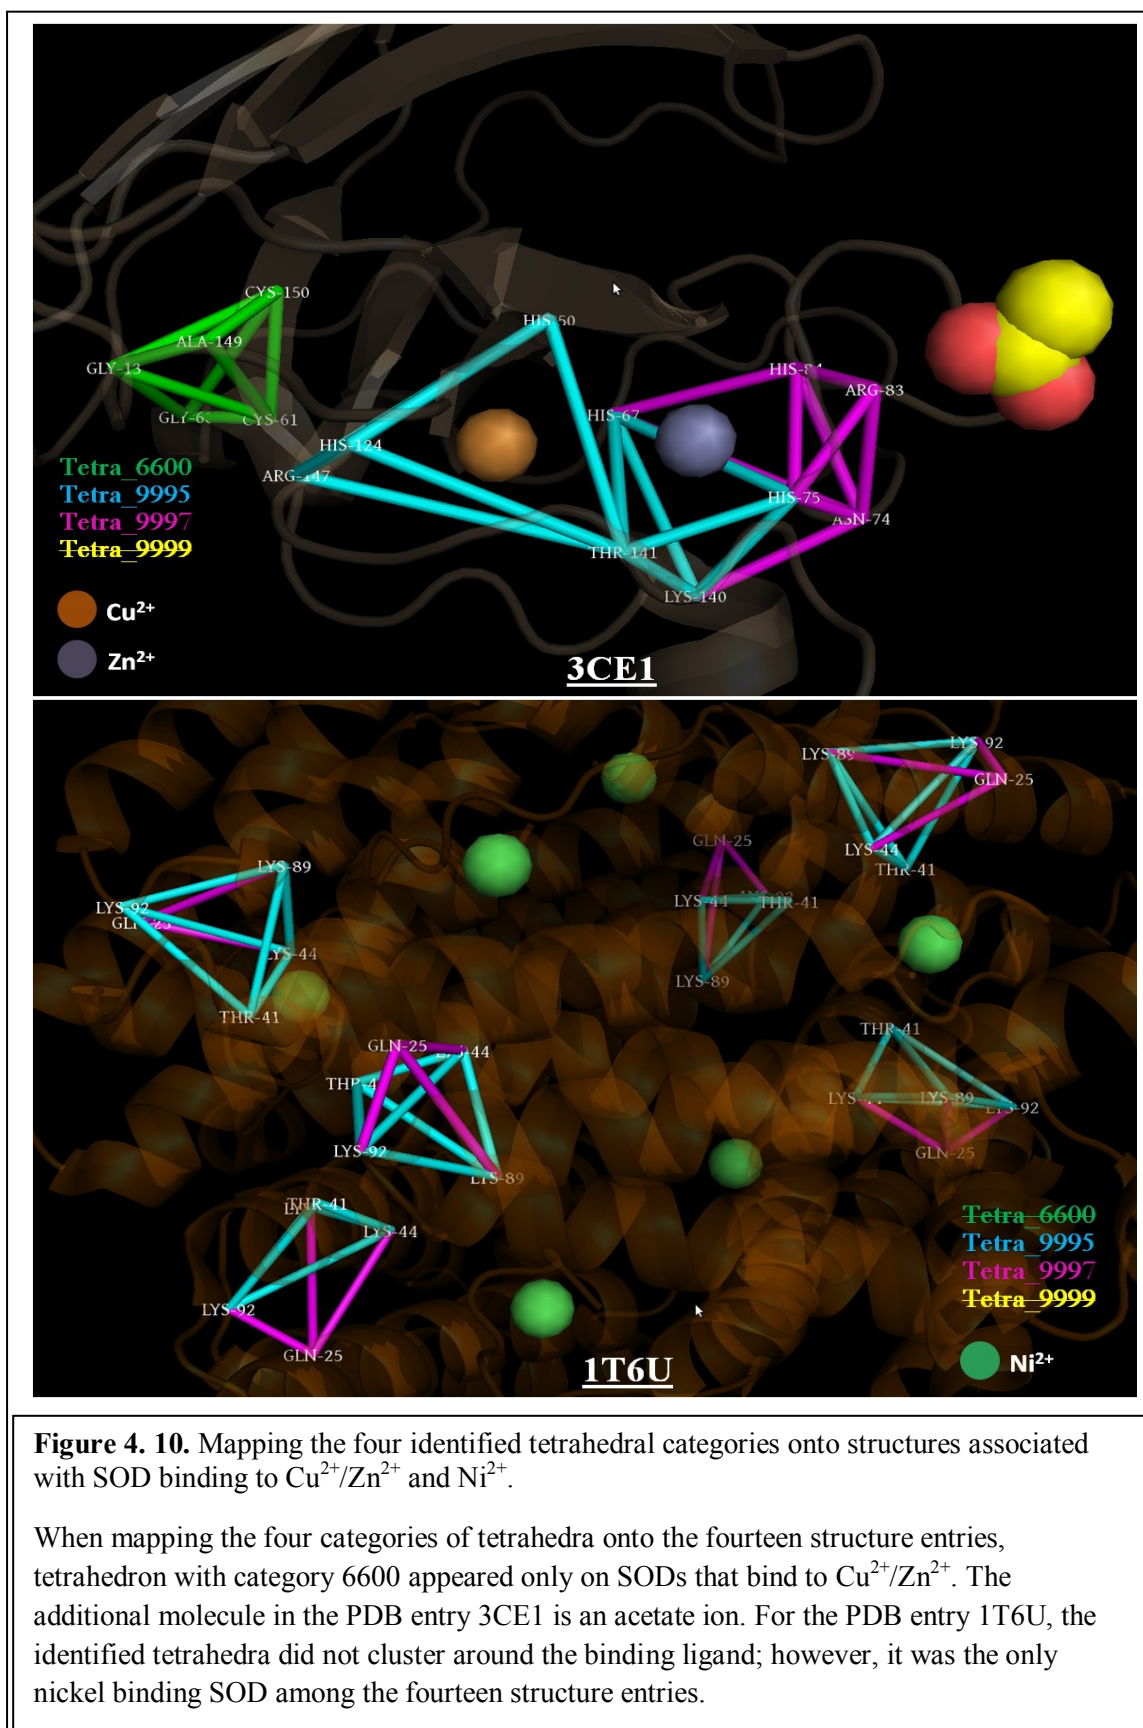 CYS-150
ALA-149
GLY-13
CYS-61
HIS-50
HIS-124
ARG-147
HIS-67
ARG-83
HIS-75
ASN-74
THR-141
LYS-140
Tetra_6600
Tetra_9995
Tetra_9997
Tetra_9999
Cu²⁺
Zn²⁺
3CE1
LYS-89
LYS-92
GLN-25
LYS-44
THR-41
GLN-25
LYS-44
THR-41
LYS-89
LYS-89
LYS-92
LYS-44
THR-41
GLN-25
LYS-92
LYS-89
THR-41
LYS-89
LYS-92
GLN-25
THR-41
LYS-44
LYS-92
GLN-25
Tetra_6600
Tetra_9995
Tetra_9997
Tetra_9999
Ni²⁺
1T6U
Figure 4. 10. Mapping the four identified tetrahedral categories onto structures associated
with SOD binding to Cu²⁺/Zn²⁺ and Ni²⁺.
When mapping the four categories of tetrahedra onto the fourteen structure entries,
tetrahedron with category 6600 appeared only on SODs that bind to Cu²⁺/Zn²⁺. The
additional molecule in the PDB entry 3CE1 is an acetate ion. For the PDB entry 1T6U, the
identified tetrahedra did not cluster around the binding ligand; however, it was the only
nickel binding SOD among the fourteen structure entries.